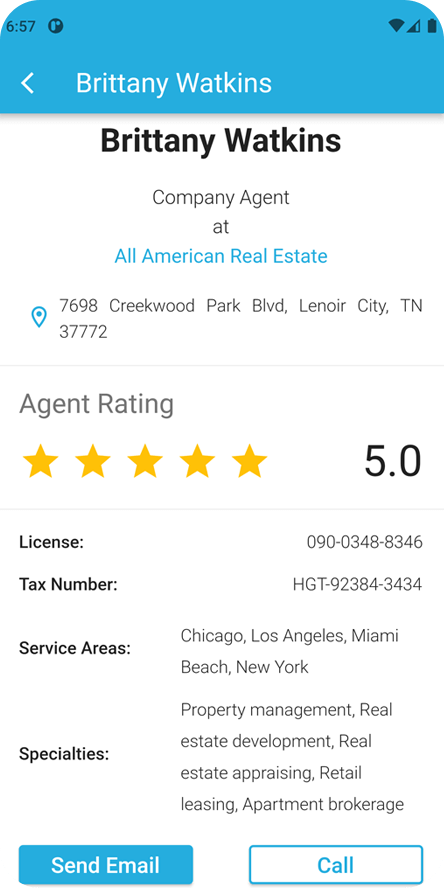 6:57
Brittany Watkins
Brittany Watkins
Company Agent
at
All American Real Estate
7698 Creekwood Park Blvd, Lenoir City, TN
37772
Agent Rating
5.0
License: 090-0348-8346
Tax Number: HGT-92384-3434
Service Areas: Chicago, Los Angeles, Miami
Beach, New York
Specialties: Property management, Real
estate development, Real
estate appraising, Retail
leasing, Apartment brokerage
Send Email Call